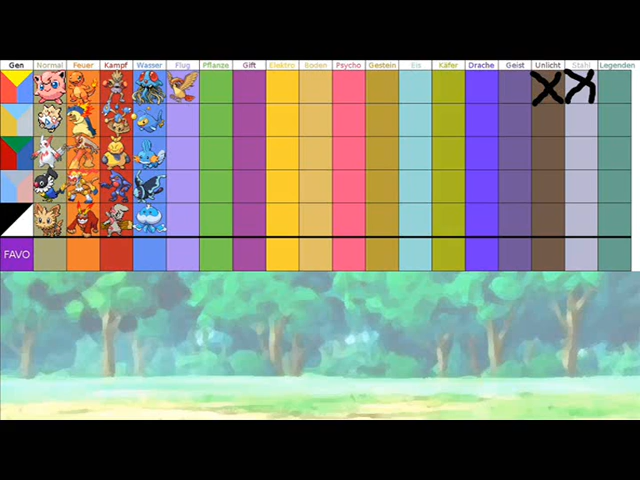 Gen Normal Feuer Kampf Wasser Flug Pflanze Gift Elektro Boden Psycho Gestein Eis Käfer Drache Geist Unlicht Stahl Legenden
FAVO